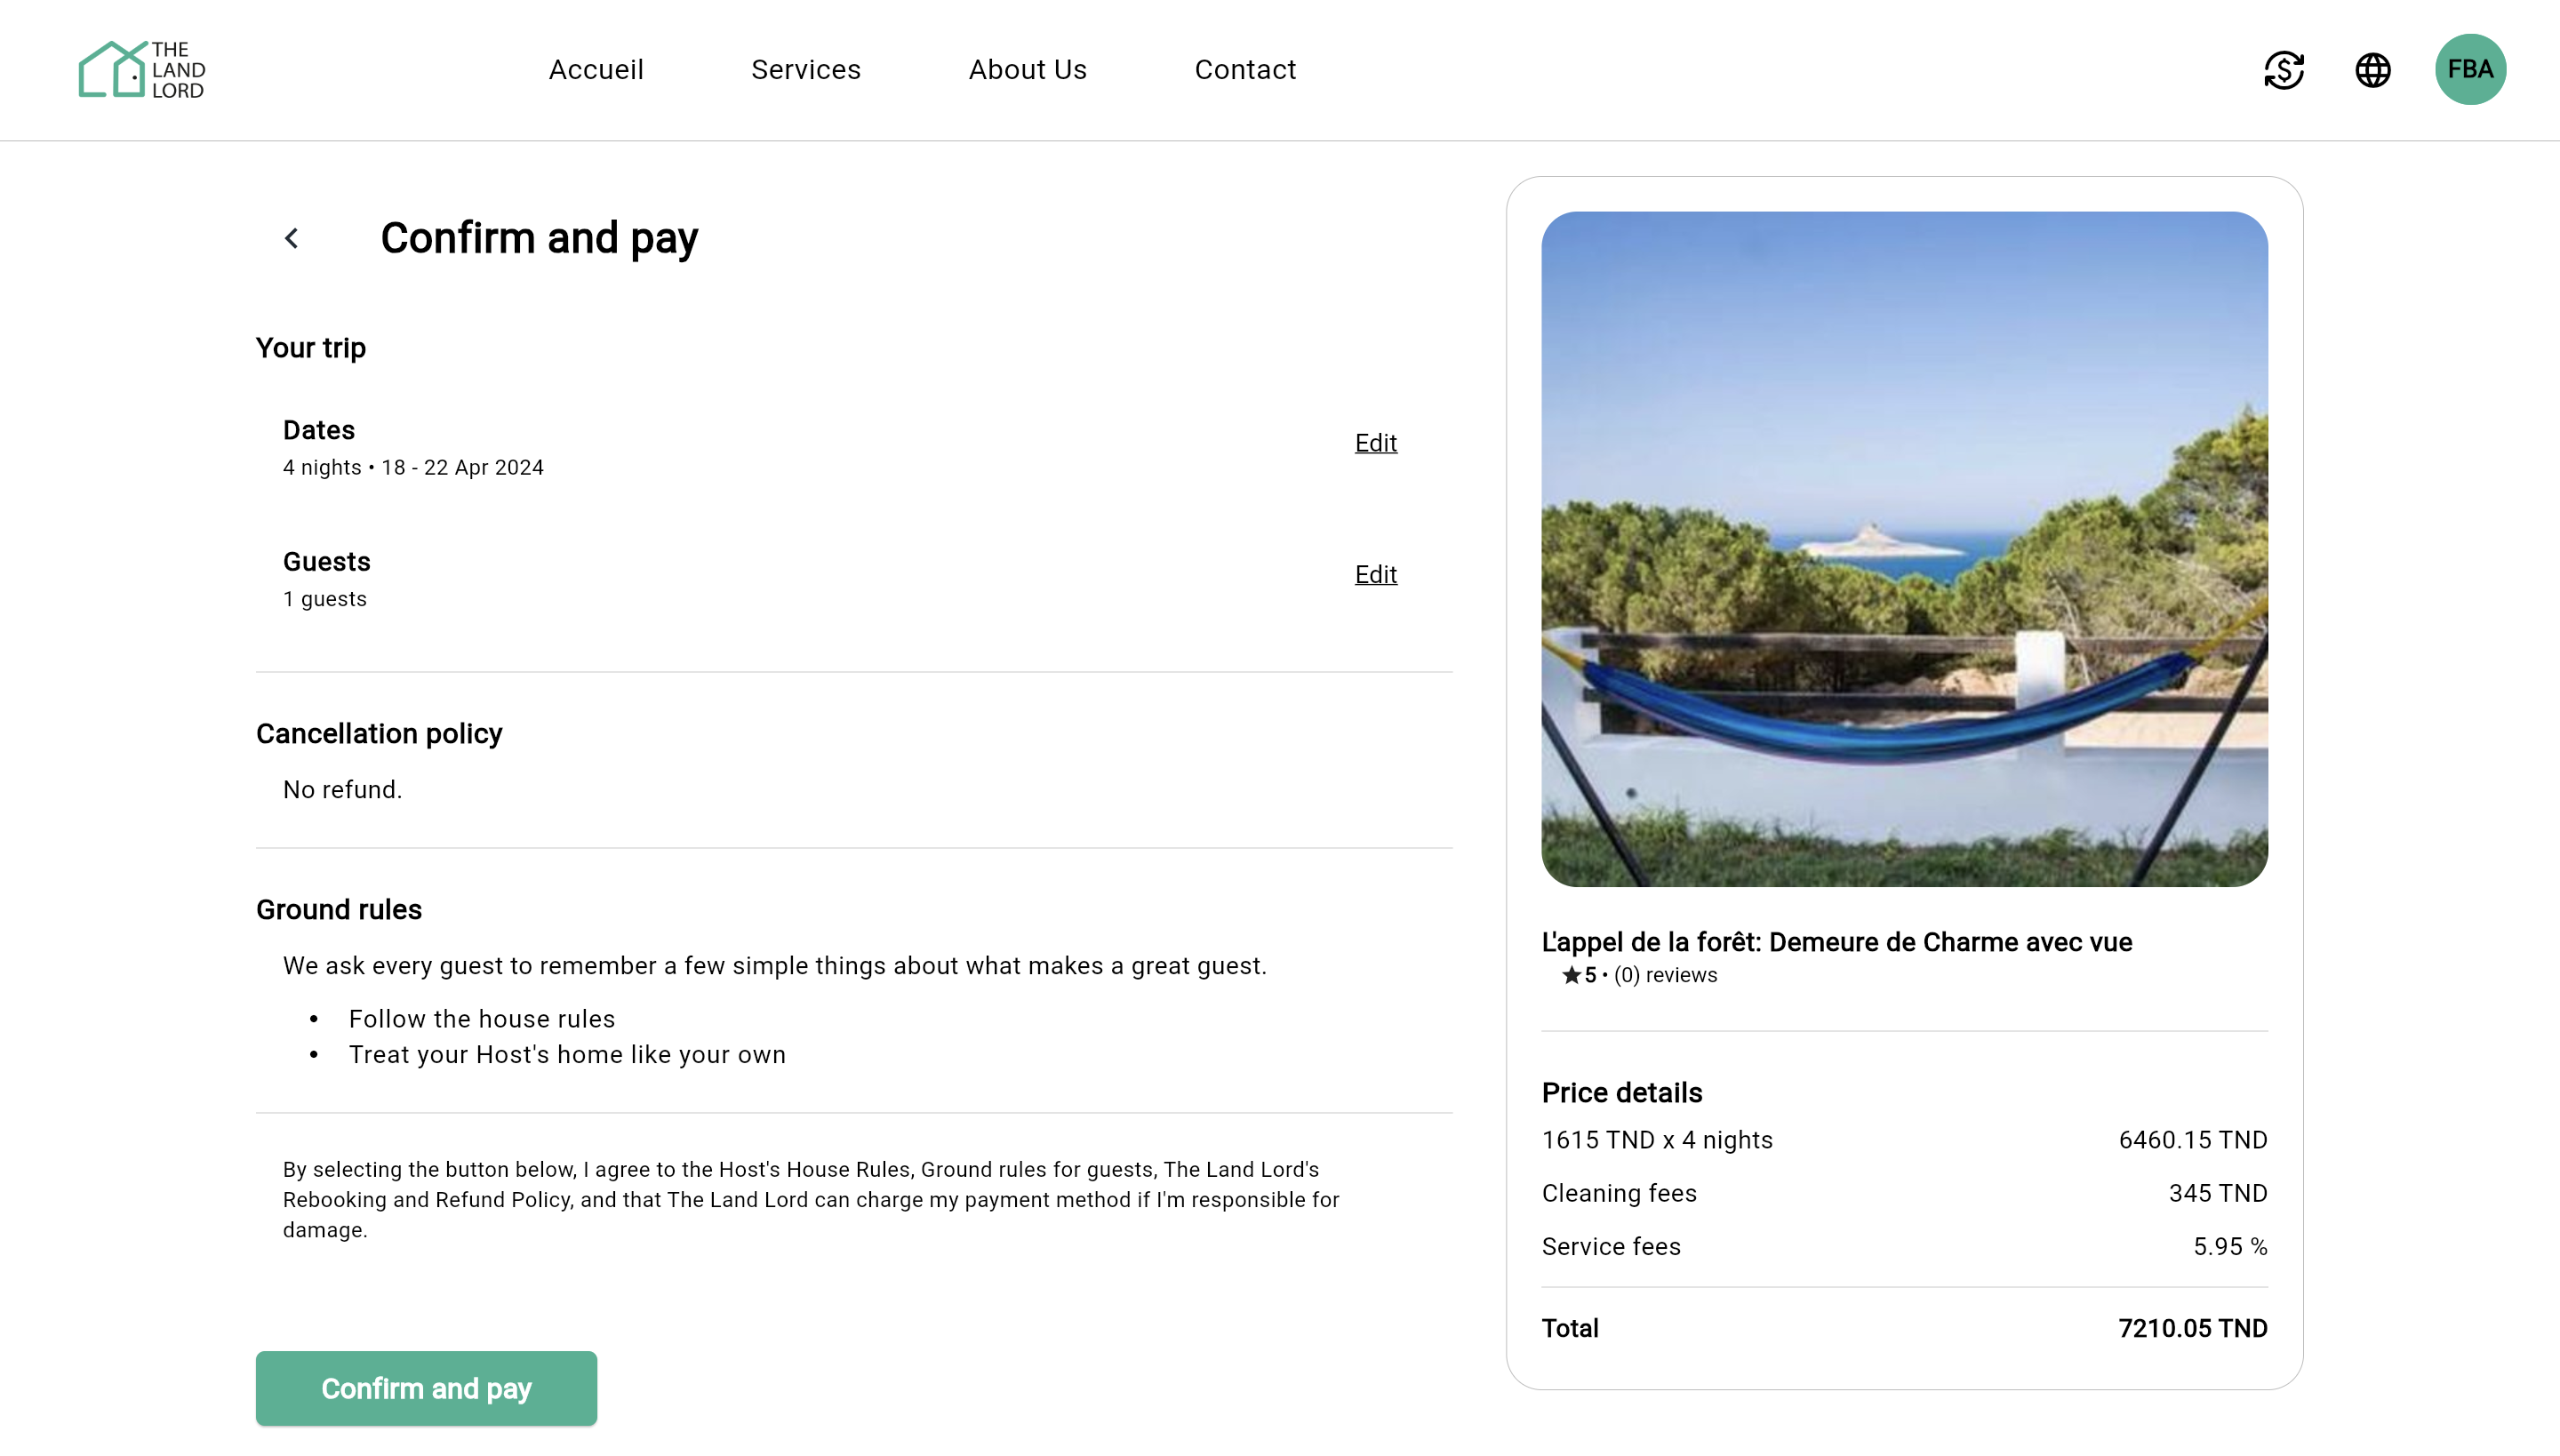 THE
LAND
LORD
Accueil
Services
About Us
Contact
FBA
Confirm and pay
Your trip
Dates
4 nights • 18 - 22 Apr 2024
Edit
Guests
1 guests
Edit
Cancellation policy
No refund.
Ground rules
We ask every guest to remember a few simple things about what makes a great guest.
• Follow the house rules
• Treat your Host's home like your own
By selecting the button below, I agree to the Host's House Rules, Ground rules for guests, The Land Lord's
Rebooking and Refund Policy, and that The Land Lord can charge my payment method if I'm responsible for
damage.
Confirm and pay
L'appel de la forêt: Demeure de Charme avec vue
★5 • (0) reviews
Price details
1615 TND x 4 nights 6460.15 TND
Cleaning fees 345 TND
Service fees 5.95 %
Total 7210.05 TND